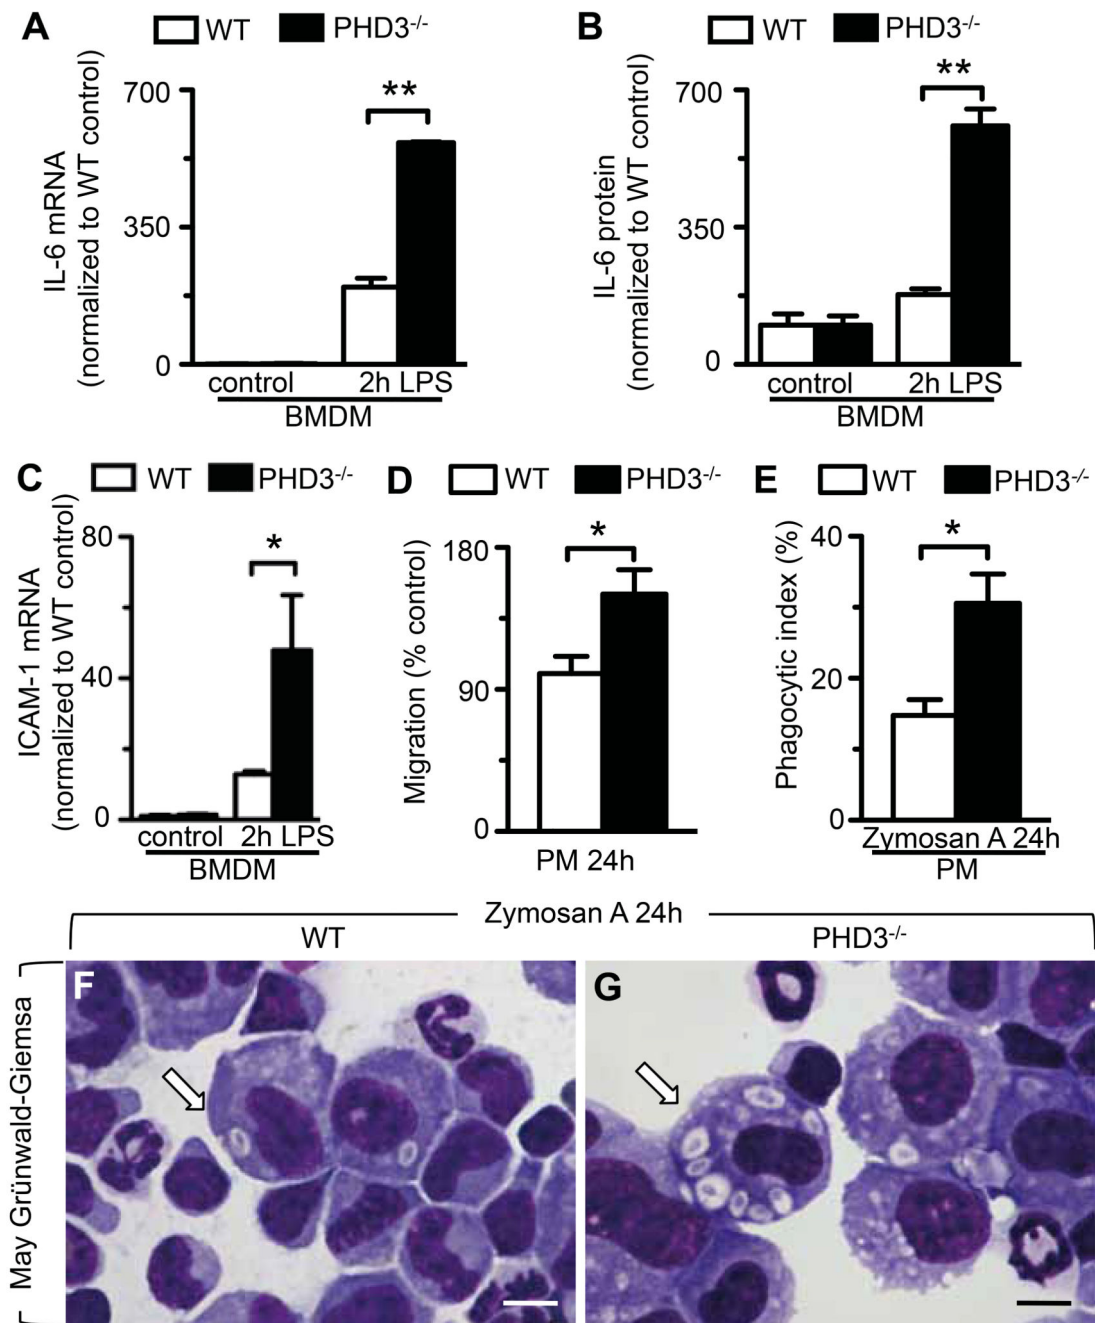 A WT PHD3-/-
IL-6 mRNA
(normalized to WT control)
700
350
0
**
control 2h LPS
BMDM
B WT PHD3-/-
IL-6 protein
(normalized to WT control)
700
350
0
**
control 2h LPS
BMDM
C WT PHD3-/-
ICAM-1 mRNA
(normalized to WT control)
80
40
0
*
control 2h LPS
BMDM
D WT PHD3-/-
Migration (% control)
180
90
0
*
PM 24h
E WT PHD3-/-
Phagocytic index (%)
40
20
0
*
Zymosan A 24h
PM
Zymosan A 24h
WT PHD3-/-
May Grünwald-Giemsa
F
G